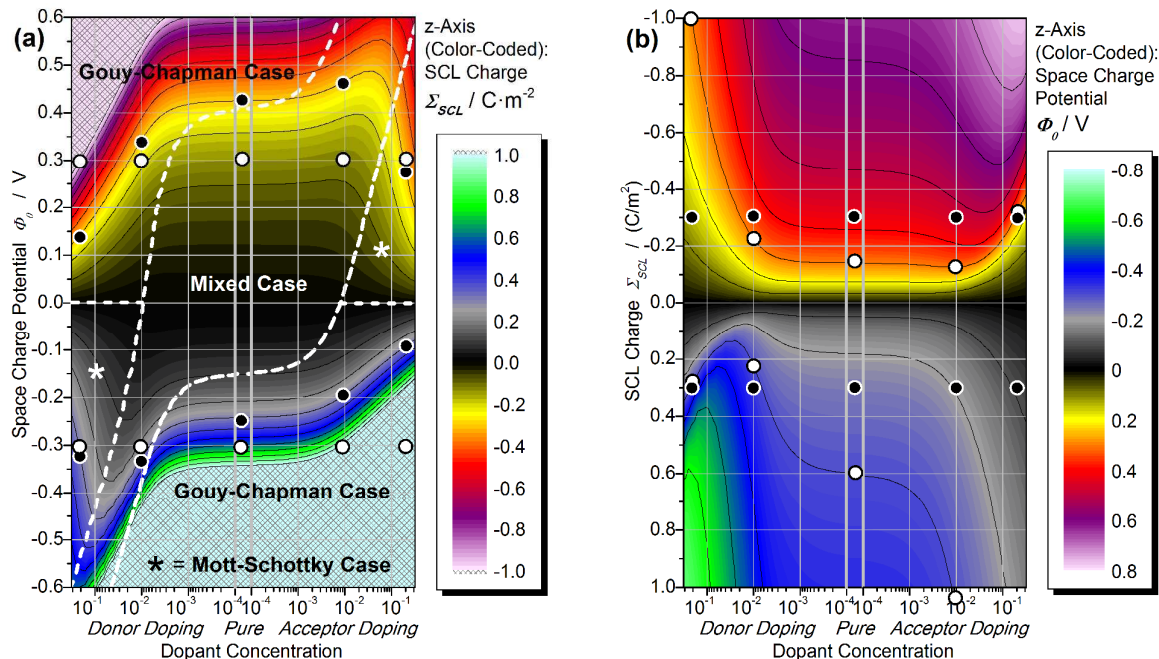 (a)
Gouy-Chapman Case
Mixed Case
Gouy-Chapman Case
* = Mott-Schottky Case
*
*
Space Charge Potential Φ0 / V
0.6
0.5
0.4
0.3
0.2
0.1
0.0
-0.1
-0.2
-0.3
-0.4
-0.5
-0.6
10-1 10-2 10-3 10-4 10-4 10-3 10-2 10-1
Donor Doping Pure Acceptor Doping
Dopant Concentration
z-Axis
(Color-Coded):
SCL Charge
ΣSCL / C·m-2
1.0
0.8
0.6
0.4
0.2
0.0
-0.2
-0.4
-0.6
-0.8
-1.0
(b)
SCL Charge ΣSCL / (C/m2)
-1.0
-0.8
-0.6
-0.4
-0.2
0.0
0.2
0.4
0.6
0.8
1.0
10-1 10-2 10-3 10-4 10-4 10-3 10-2 10-1
Donor Doping Pure Acceptor Doping
Dopant Concentration
z-Axis
(Color-Coded):
Space Charge
Potential
Φ0 / V
-0.8
-0.6
-0.4
-0.2
0
0.2
0.4
0.6
0.8